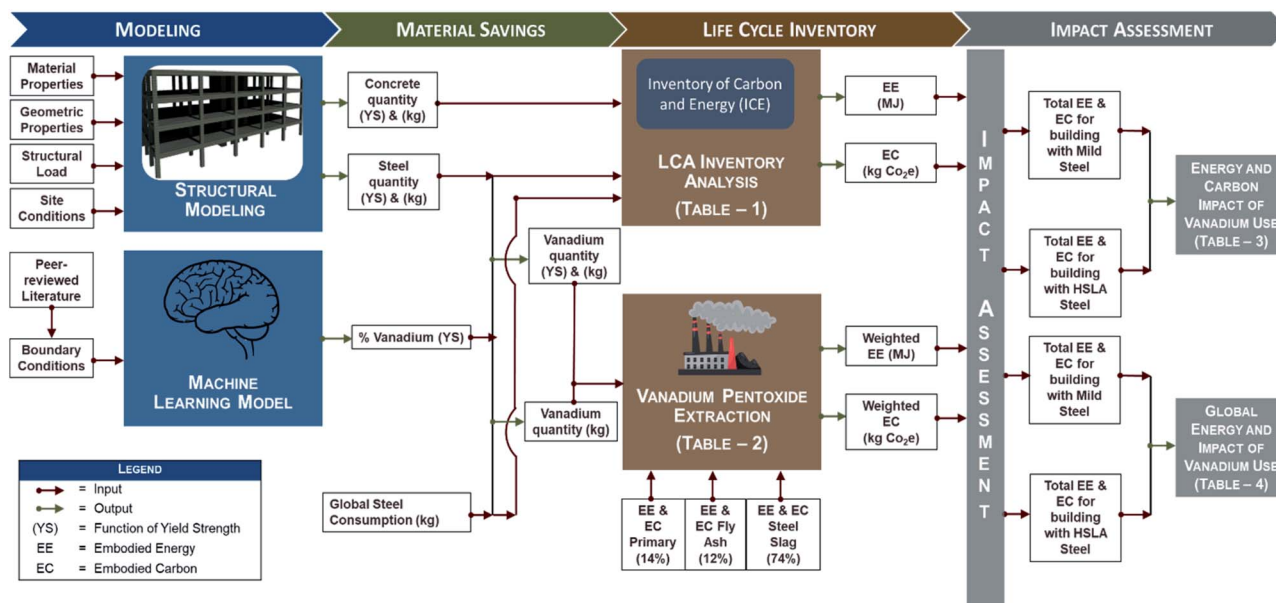 MODELING
MATERIAL SAVINGS
LIFE CYCLE INVENTORY
IMPACT ASSESSMENT
Material
Properties
Geometric
Properties
Structural
Load
Site
Conditions
STRUCTURAL
MODELING
Peer-
reviewed
Literature
Boundary
Conditions
MACHINE
LEARNING MODEL
LEGEND
= Input
= Output
(YS) = Function of Yield Strength
EE = Embodied Energy
EC = Embodied Carbon
Concrete
quantity
(YS) & (kg)
Steel
quantity
(YS) & (kg)
Vanadium
quantity
(YS) & (kg)
% Vanadium (YS)
Vanadium
quantity (kg)
Global Steel
Consumption (kg)
Inventory of Carbon
and Energy (ICE)
LCA INVENTORY
ANALYSIS
(TABLE – 1)
VANADIUM PENTOXIDE
EXTRACTION
(TABLE – 2)
EE &
EC
Primary
(14%)
EE &
EC Fly
Ash
(12%)
EE & EC
Steel
Slag
(74%)
EE
(MJ)
EC
(kg Co₂e)
Weighted
EE (MJ)
Weighted
EC
(kg Co₂e)
IMPACT ASSESSMENT
Total EE &
EC for
building
with Mild
Steel
Total EE &
EC for
building
with HSLA
Steel
Total EE &
EC for
building
with Mild
Steel
Total EE &
EC for
building
with HSLA
Steel
ENERGY AND
CARBON
IMPACT OF
VANADIUM USE
(TABLE – 3)
GLOBAL
ENERGY AND
IMPACT OF
VANADIUM USE
(TABLE – 4)